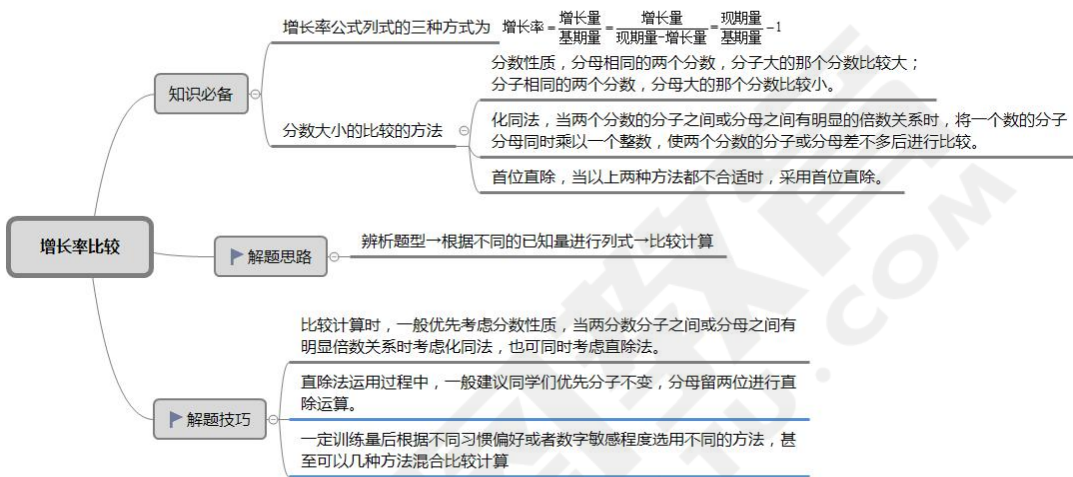 增长率公式列式的三种方式为 增长率=增长量/基期量=增长量/现期量-增长量=现期量/基期量-1
分数性质，分母相同的两个分数，分子大的那个分数比较大；
分子相同的两个分数，分母大的那个分数比较小。
知识必备
分数大小的比较的方法
化同法，当两个分数的分子之间或分母之间有明显的倍数关系时，将一个数的分子
分母同时乘以一个整数，使两个分数的分子或分母差不多后进行比较。
首位直除，当以上两种方法都不合适时，采用首位直除。
增长率比较
解题思路
辨析题型→根据不同的已知量进行列式→比较计算
比较计算时，一般优先考虑分数性质，当两分数分子之间或分母之间有
明显倍数关系时考虑化同法，也可同时考虑直除法。
解题技巧
直除法运用过程中，一般建议同学们优先分子不变，分母留两位进行直
除运算。
一定训练量后根据不同习惯偏好或者数字敏感程度选用不同的方法，甚
至可以几种方法混合比较计算
教育
TU.COM